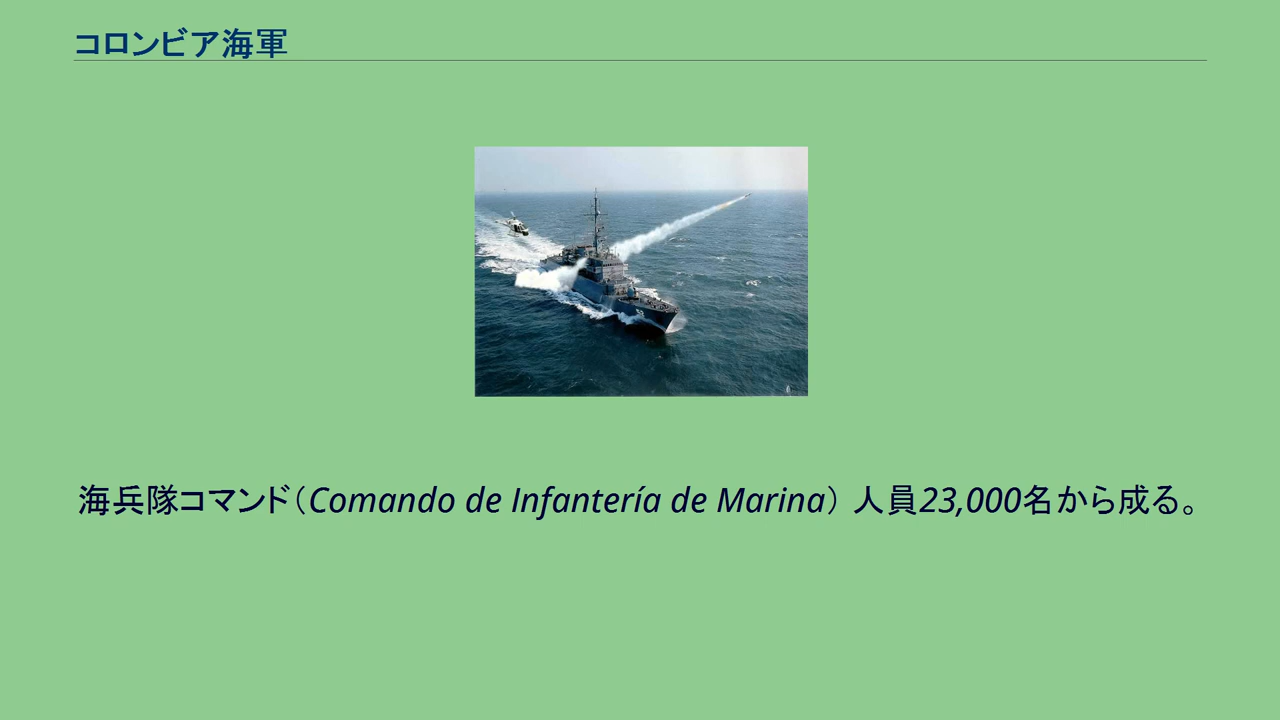 コロンビア海軍
海兵隊コマンド（Comando de Infantería de Marina） 人員23,000名から成る。